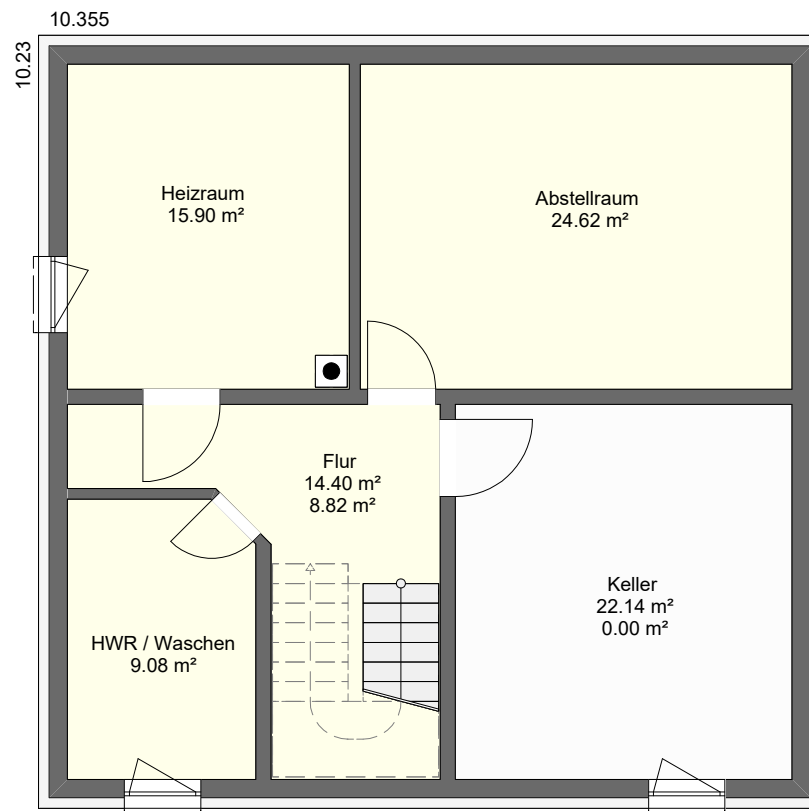 10.355
10.23
Heizraum
15.90 m²
Abstellraum
24.62 m²
Flur
14.40 m²
8.82 m²
Keller
22.14 m²
0.00 m²
HWR / Waschen
9.08 m²